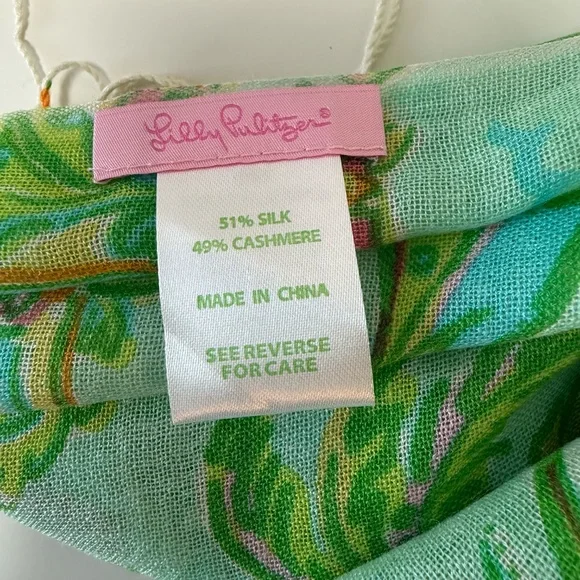 Lilly Pulitzer®
51% SILK
49% CASHMERE
MADE IN CHINA
SEE REVERSE
FOR CARE